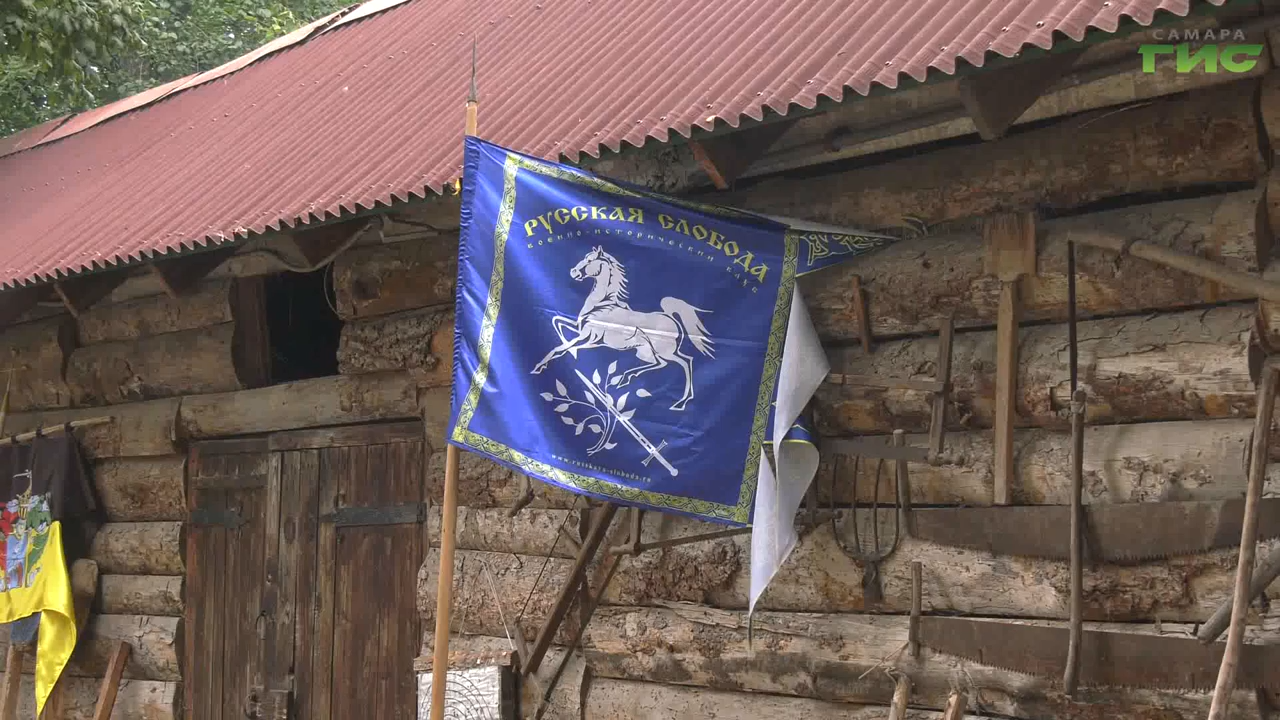 САМАРА
ГИС
РУССКАЯ СЛОБОДА
ВОЕННО-ИСТОРИЧЕСКИЙ КЛУБ
www.russkaya-sloboda.ru